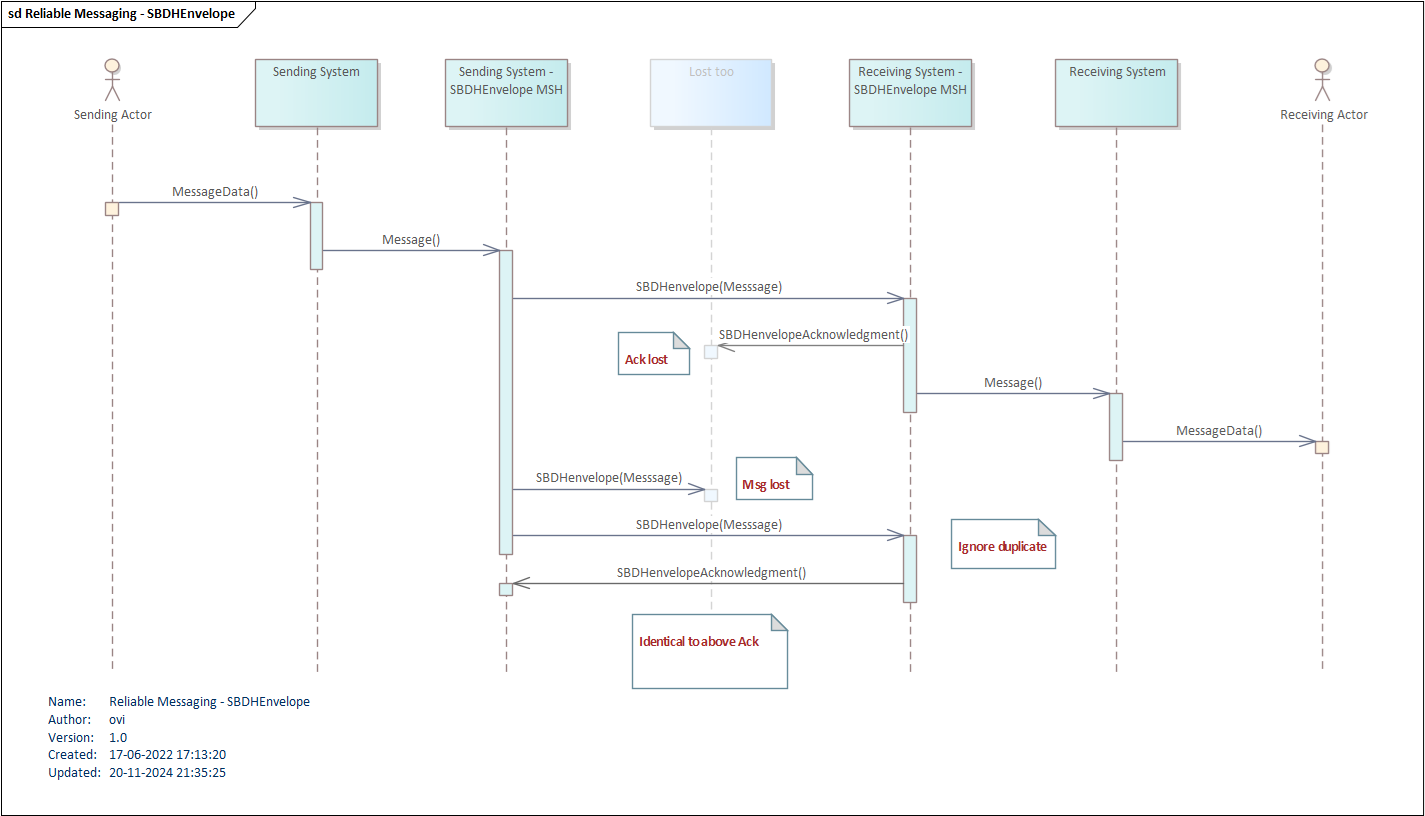 sd Reliable Messaging - SBDHEnvelope
Sending Actor
Sending System
Sending System -
SBDHEnvelope MSH
Lost too
Receiving System -
SBDHEnvelope MSH
Receiving System
Receiving Actor
MessageData()
Message()
SBDHenvelope(Messsage)
SBDHenvelopeAcknowledgment()
Ack lost
Message()
MessageData()
SBDHenvelope(Messsage)
Msg lost
SBDHenvelope(Messsage)
Ignore duplicate
SBDHenvelopeAcknowledgment()
Identical to above Ack
Name: Reliable Messaging - SBDHEnvelope
Author: ovi
Version: 1.0
Created: 17-06-2022 17:13:20
Updated: 20-11-2024 21:35:25